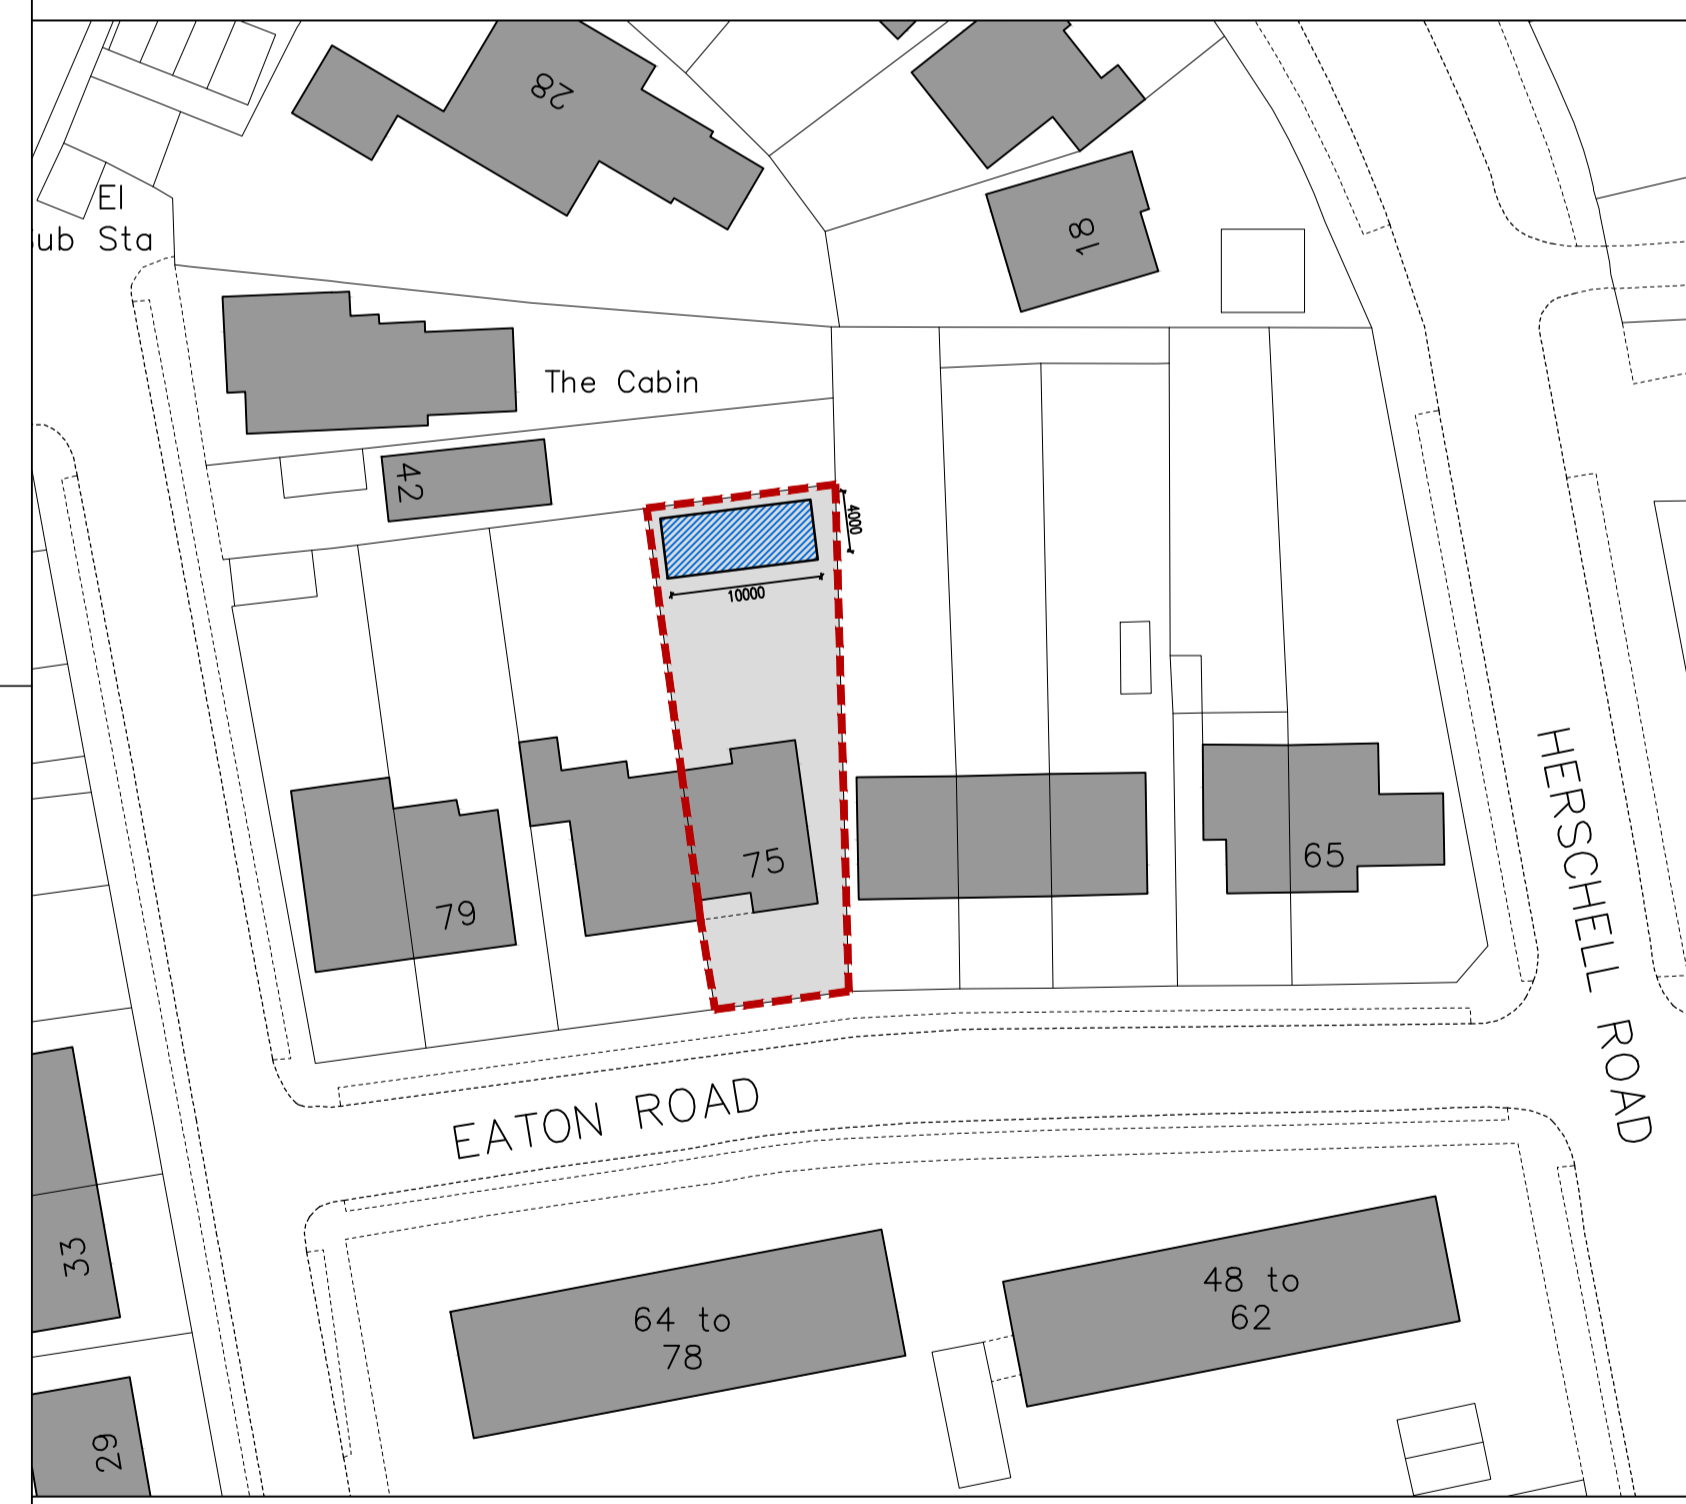 28
18
El
ub Sta
The Cabin
42
4000
10000
75
79
65
HERSCHELL ROAD
EATON ROAD
33
64 to
78
48 to
62
29